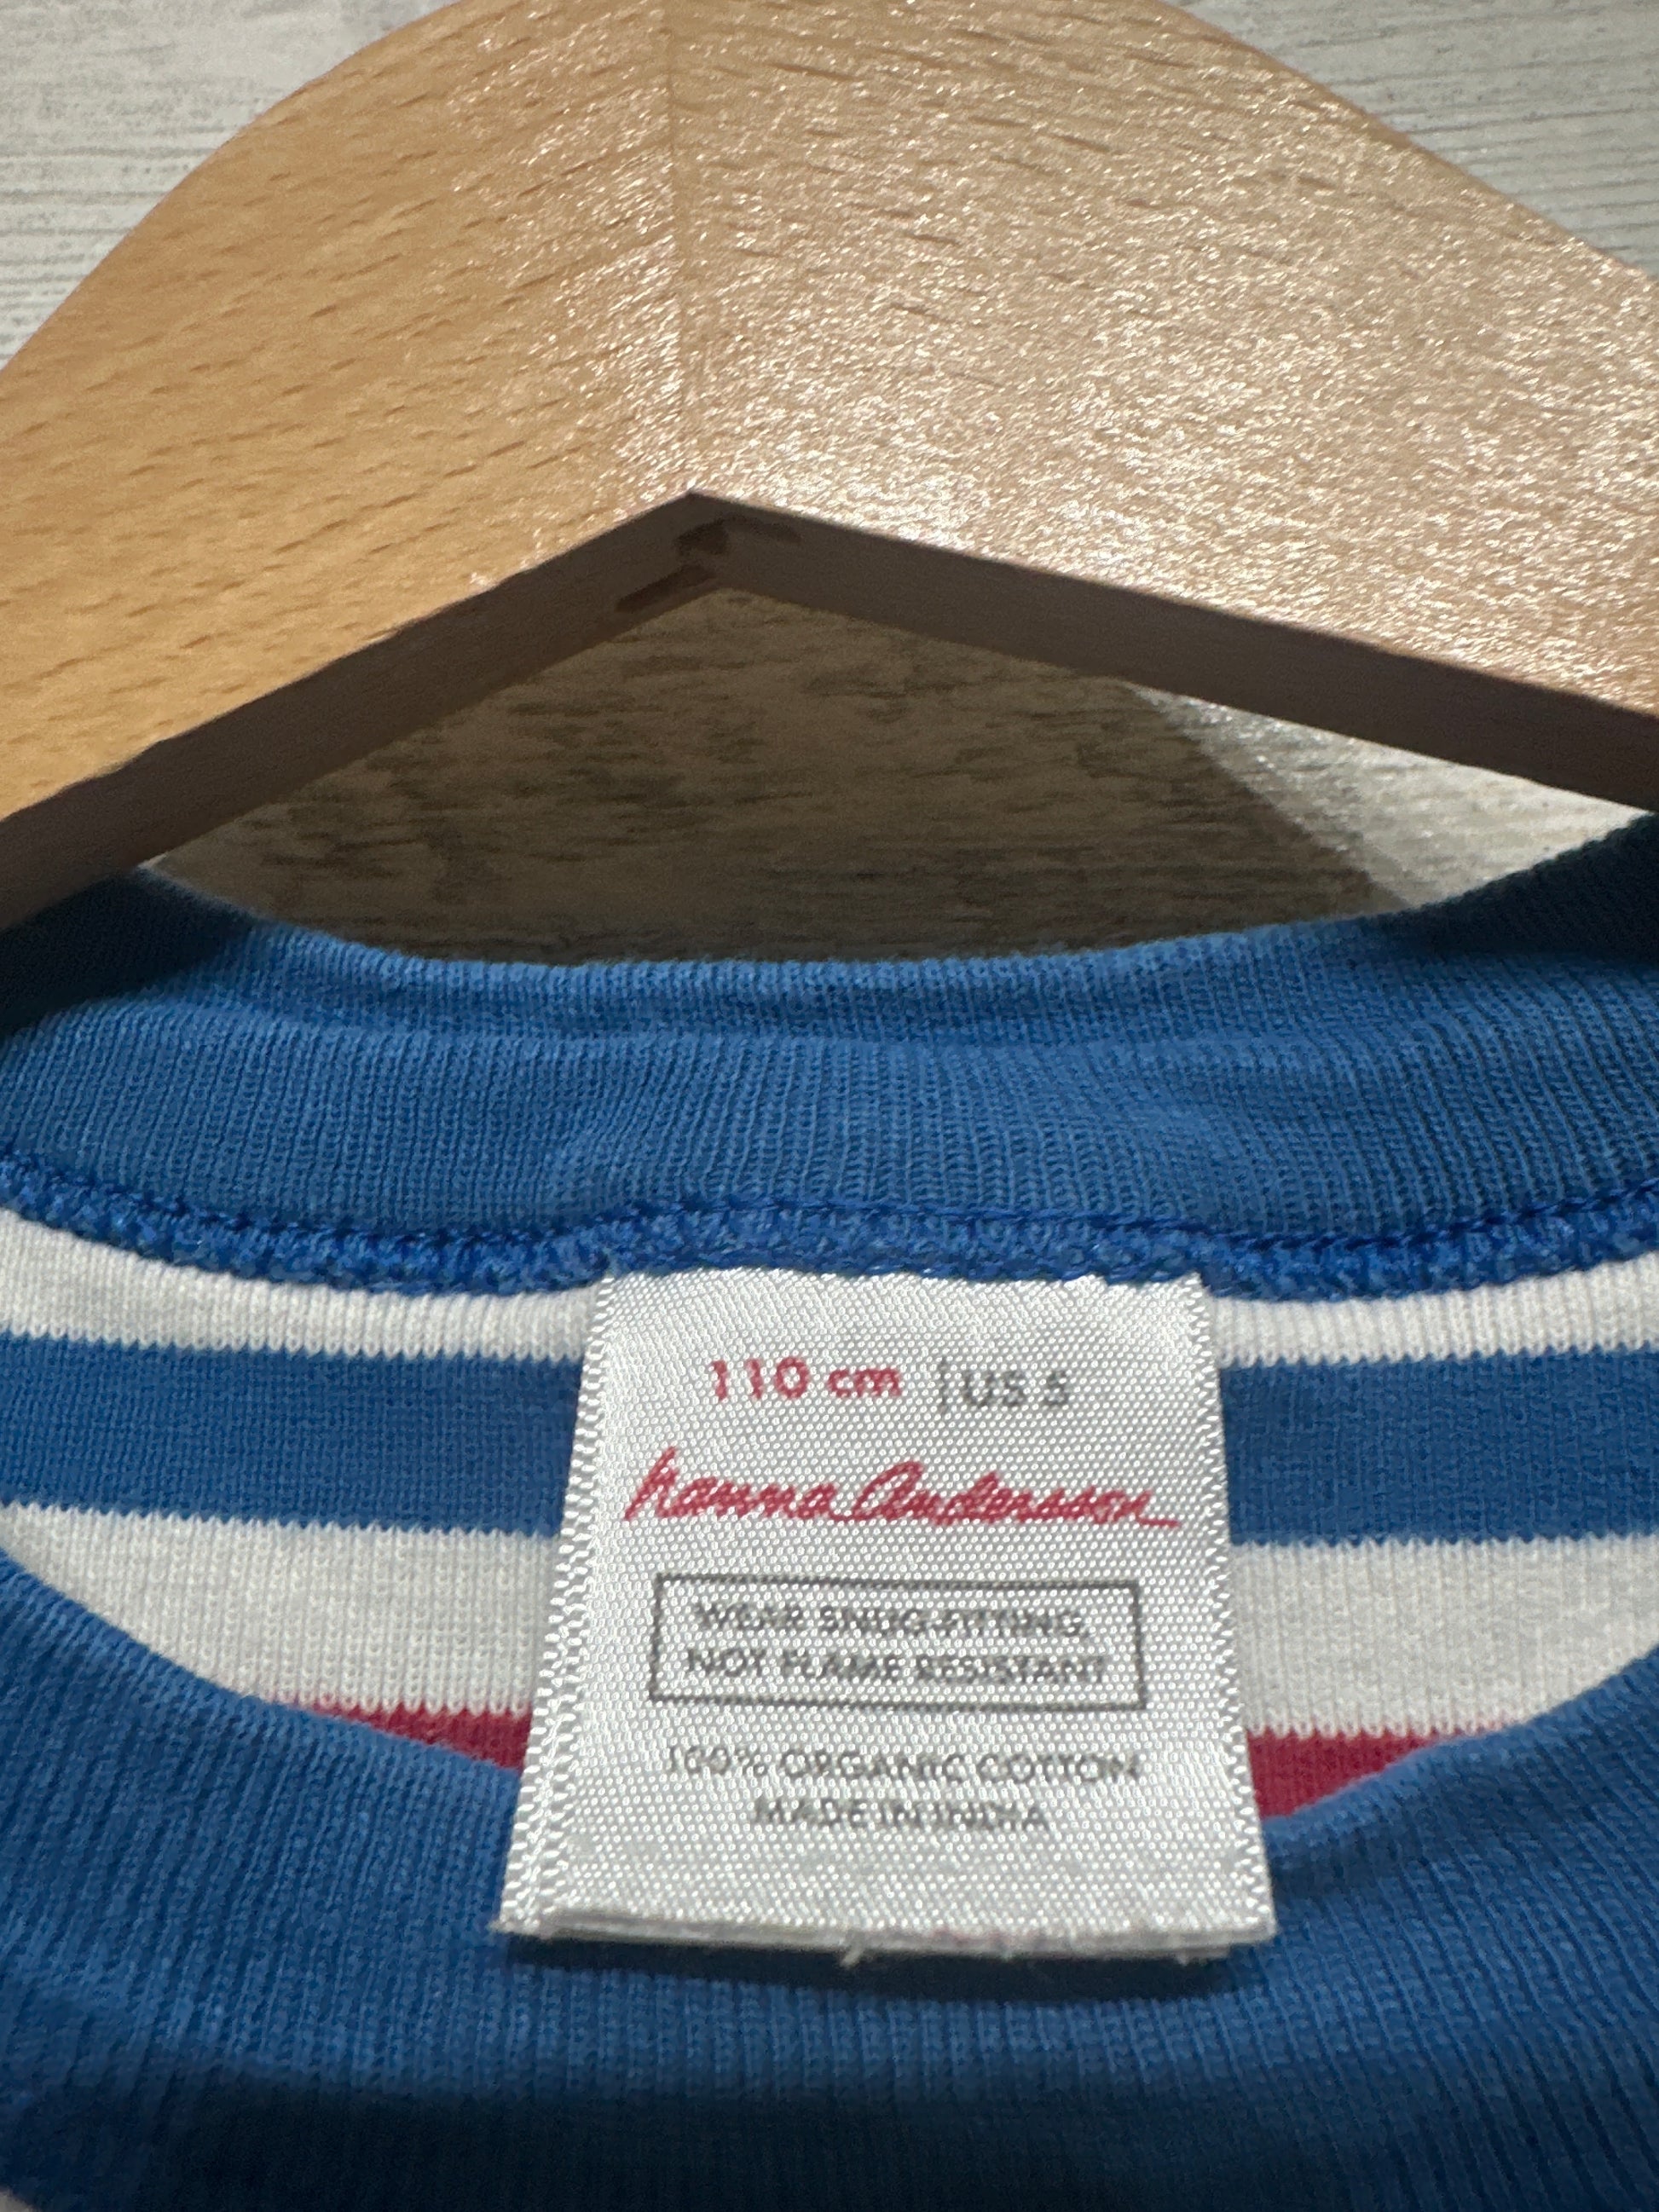 110 cm | US 5
hanna Andersson
WEAR SNUG-FITTING,
NOT FLAME RESISTANT
100% ORGANIC COTTON
MADE IN INDIA